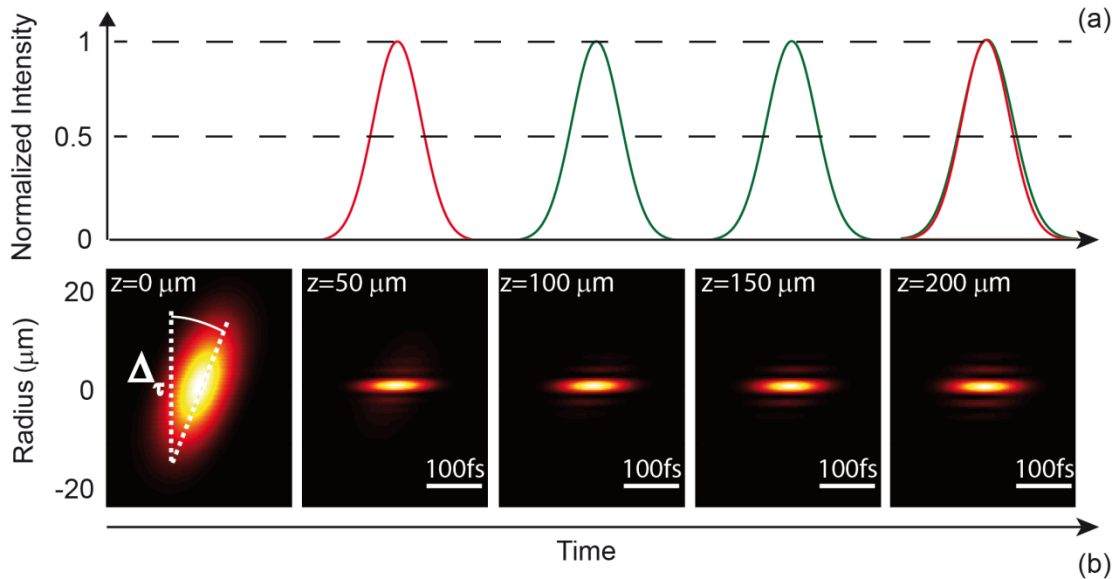 (a)
Normalized Intensity
1
0.5
0
z=0 μm
z=50 μm
z=100 μm
z=150 μm
z=200 μm
Radius (μm)
20
0
-20
Δτ
100fs
100fs
100fs
100fs
Time
(b)